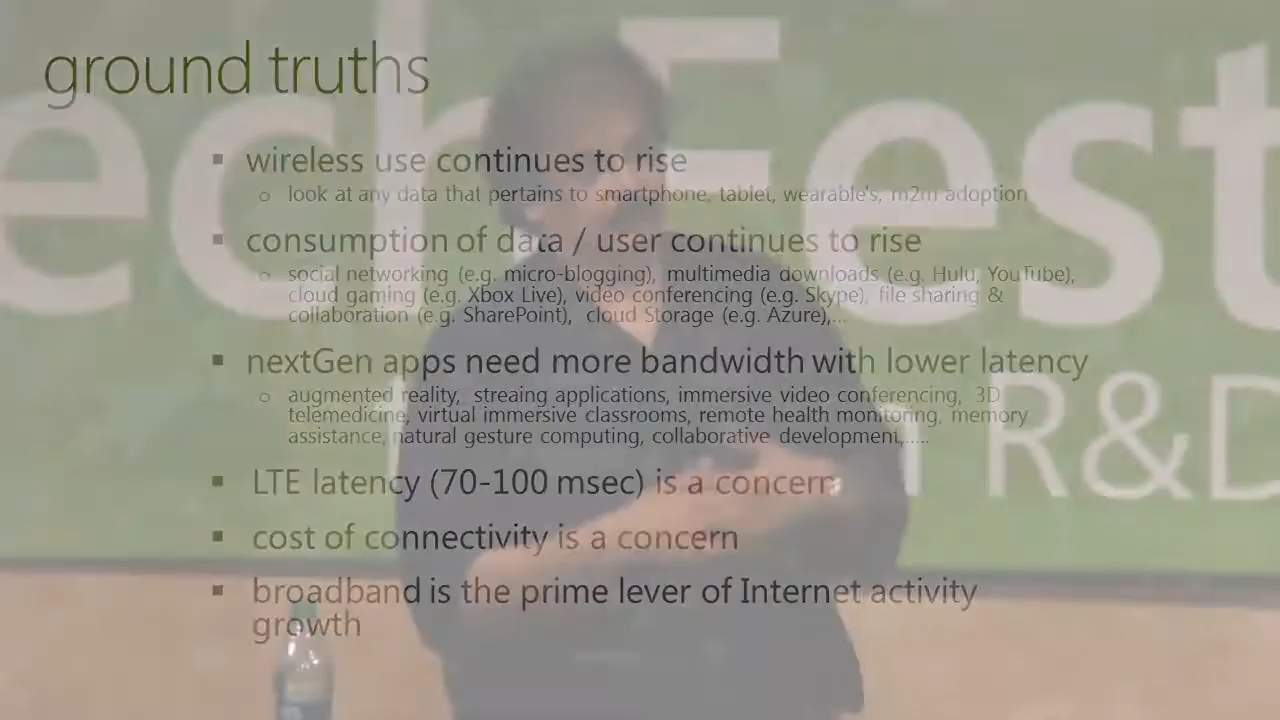 ground truths
wireless use continues to rise
look at any data that pertains to smartphone, tablet, wearable's, m2m adoption
consumption of data / user continues to rise
social networking (e.g. micro-blogging), multimedia downloads (e.g. Hulu, YouTube),
cloud gaming (e.g. Xbox Live), video conferencing (e.g. Skype), file sharing &
collaboration (e.g. SharePoint), cloud Storage (e.g. Azure),...
nextGen apps need more bandwidth with lower latency
augmented reality, streaing applications, immersive video conferencing, 3D
telemedicine, virtual immersive classrooms, remote health monitoring, memory
assistance, natural gesture computing, collaborative development,.....
LTE latency (70-100 msec) is a concern
cost of connectivity is a concern
broadband is the prime lever of Internet activity
growth
echFest
R&D